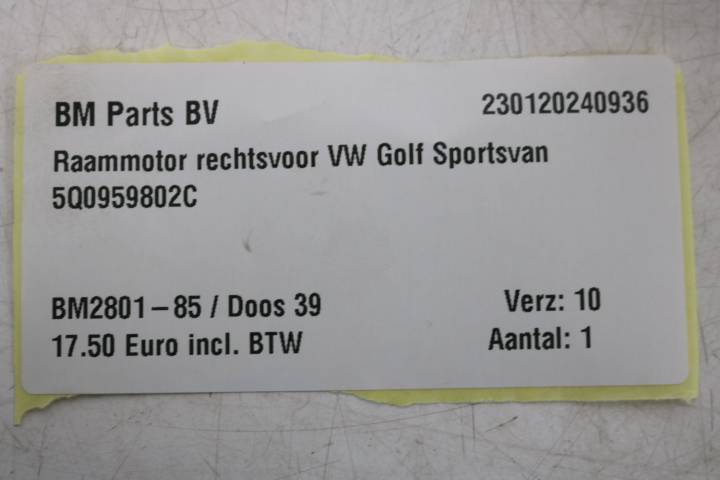 BM Parts BV 230120240936
Raammotor rechtsvoor VW Golf Sportsvan
5Q0959802C
BM2801-85 / Doos 39 Verz: 10
17.50 Euro incl. BTW Aantal: 1